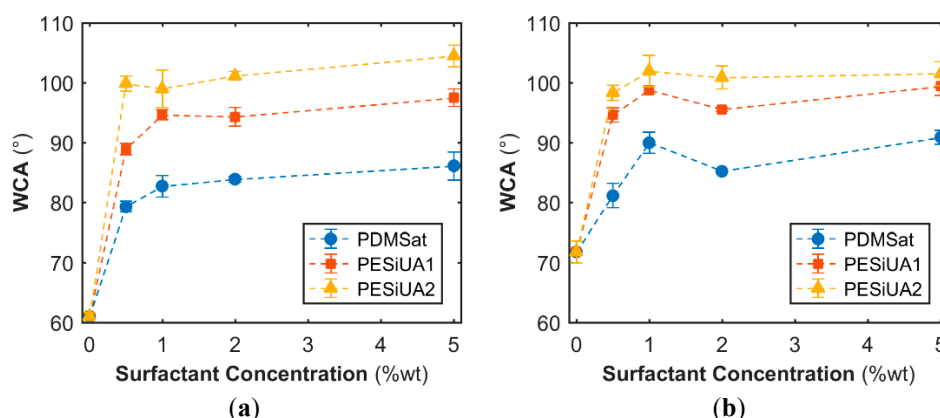 110
100
90
80
70
60
WCA (°)
0 1 2 3 4 5
Surfactant Concentration (%wt)
PDMSat
PESiUA1
PESiUA2
(a)
110
100
90
80
70
60
WCA (°)
0 1 2 3 4 5
Surfactant Concentration (%wt)
PDMSat
PESiUA1
PESiUA2
(b)